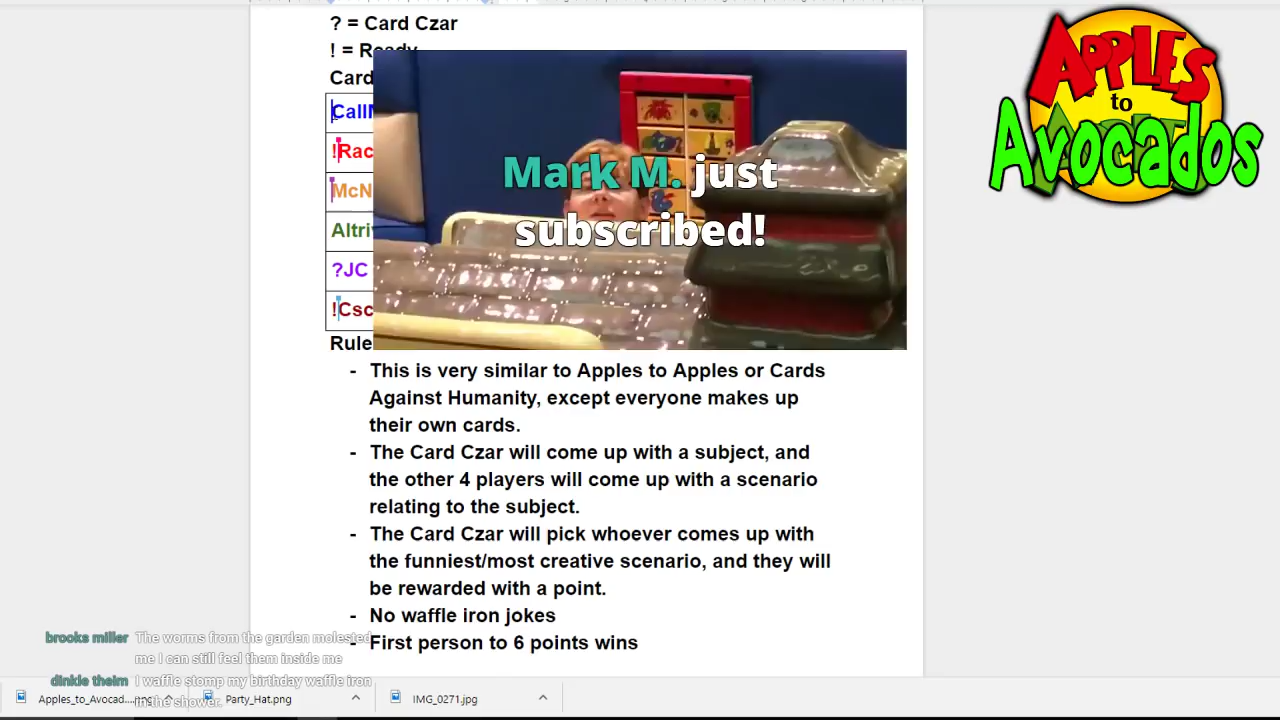 ? = Card Czar
! = Ready
Card
CallM
!Rac
McN
Altriv
?JC
!Csc
Rule
Mark M. just
subscribed!
- This is very similar to Apples to Apples or Cards
Against Humanity, except everyone makes up
their own cards.
- The Card Czar will come up with a subject, and
the other 4 players will come up with a scenario
relating to the subject.
- The Card Czar will pick whoever comes up with
the funniest/most creative scenario, and they will
be rewarded with a point.
- No waffle iron jokes
- First person to 6 points wins
APPLES
to
Avocados
brooks miller The worms from the garden molested
me I can still feel them inside me
dinkle theim I waffle stomp my birthday waffle iron
in the shower.
Apples_to_Avocad....png
Party_Hat.png
IMG_0271.jpg